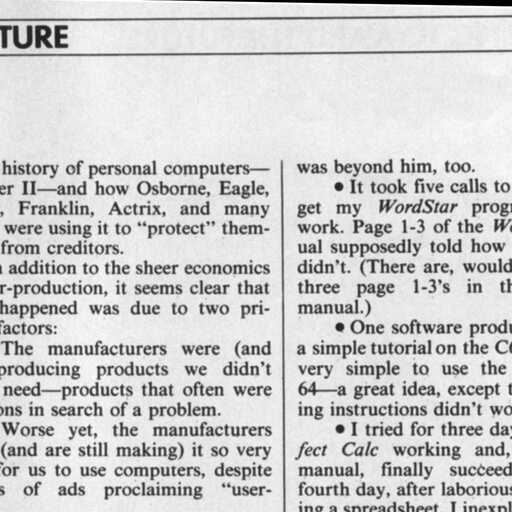 TURE
history of personal computers—
er II—and how Osborne, Eagle,
, Franklin, Actrix, and many
were using it to “protect” them-
from creditors.
addition to the sheer economics
r-production, it seems clear that
happened was due to two pri-
factors:
The manufacturers were (and
producing products we didn't
need—products that often were
ons in search of a problem.
Worse yet, the manufacturers
(and are still making) it so very
for us to use computers, despite
s of ads proclaiming “user-
was beyond him, too.
• It took five calls to
get my WordStar progr
work. Page 1-3 of the Wo
ual supposedly told how
didn't. (There are, would
three page 1-3's in th
manual.)
• One software produ
a simple tutorial on the C6
very simple to use the
64—a great idea, except t
ing instructions didn't wo
• I tried for three day
fect Calc working and,
manual, finally succeed
fourth day, after laborious
ing a spreadsheet, I inexpl